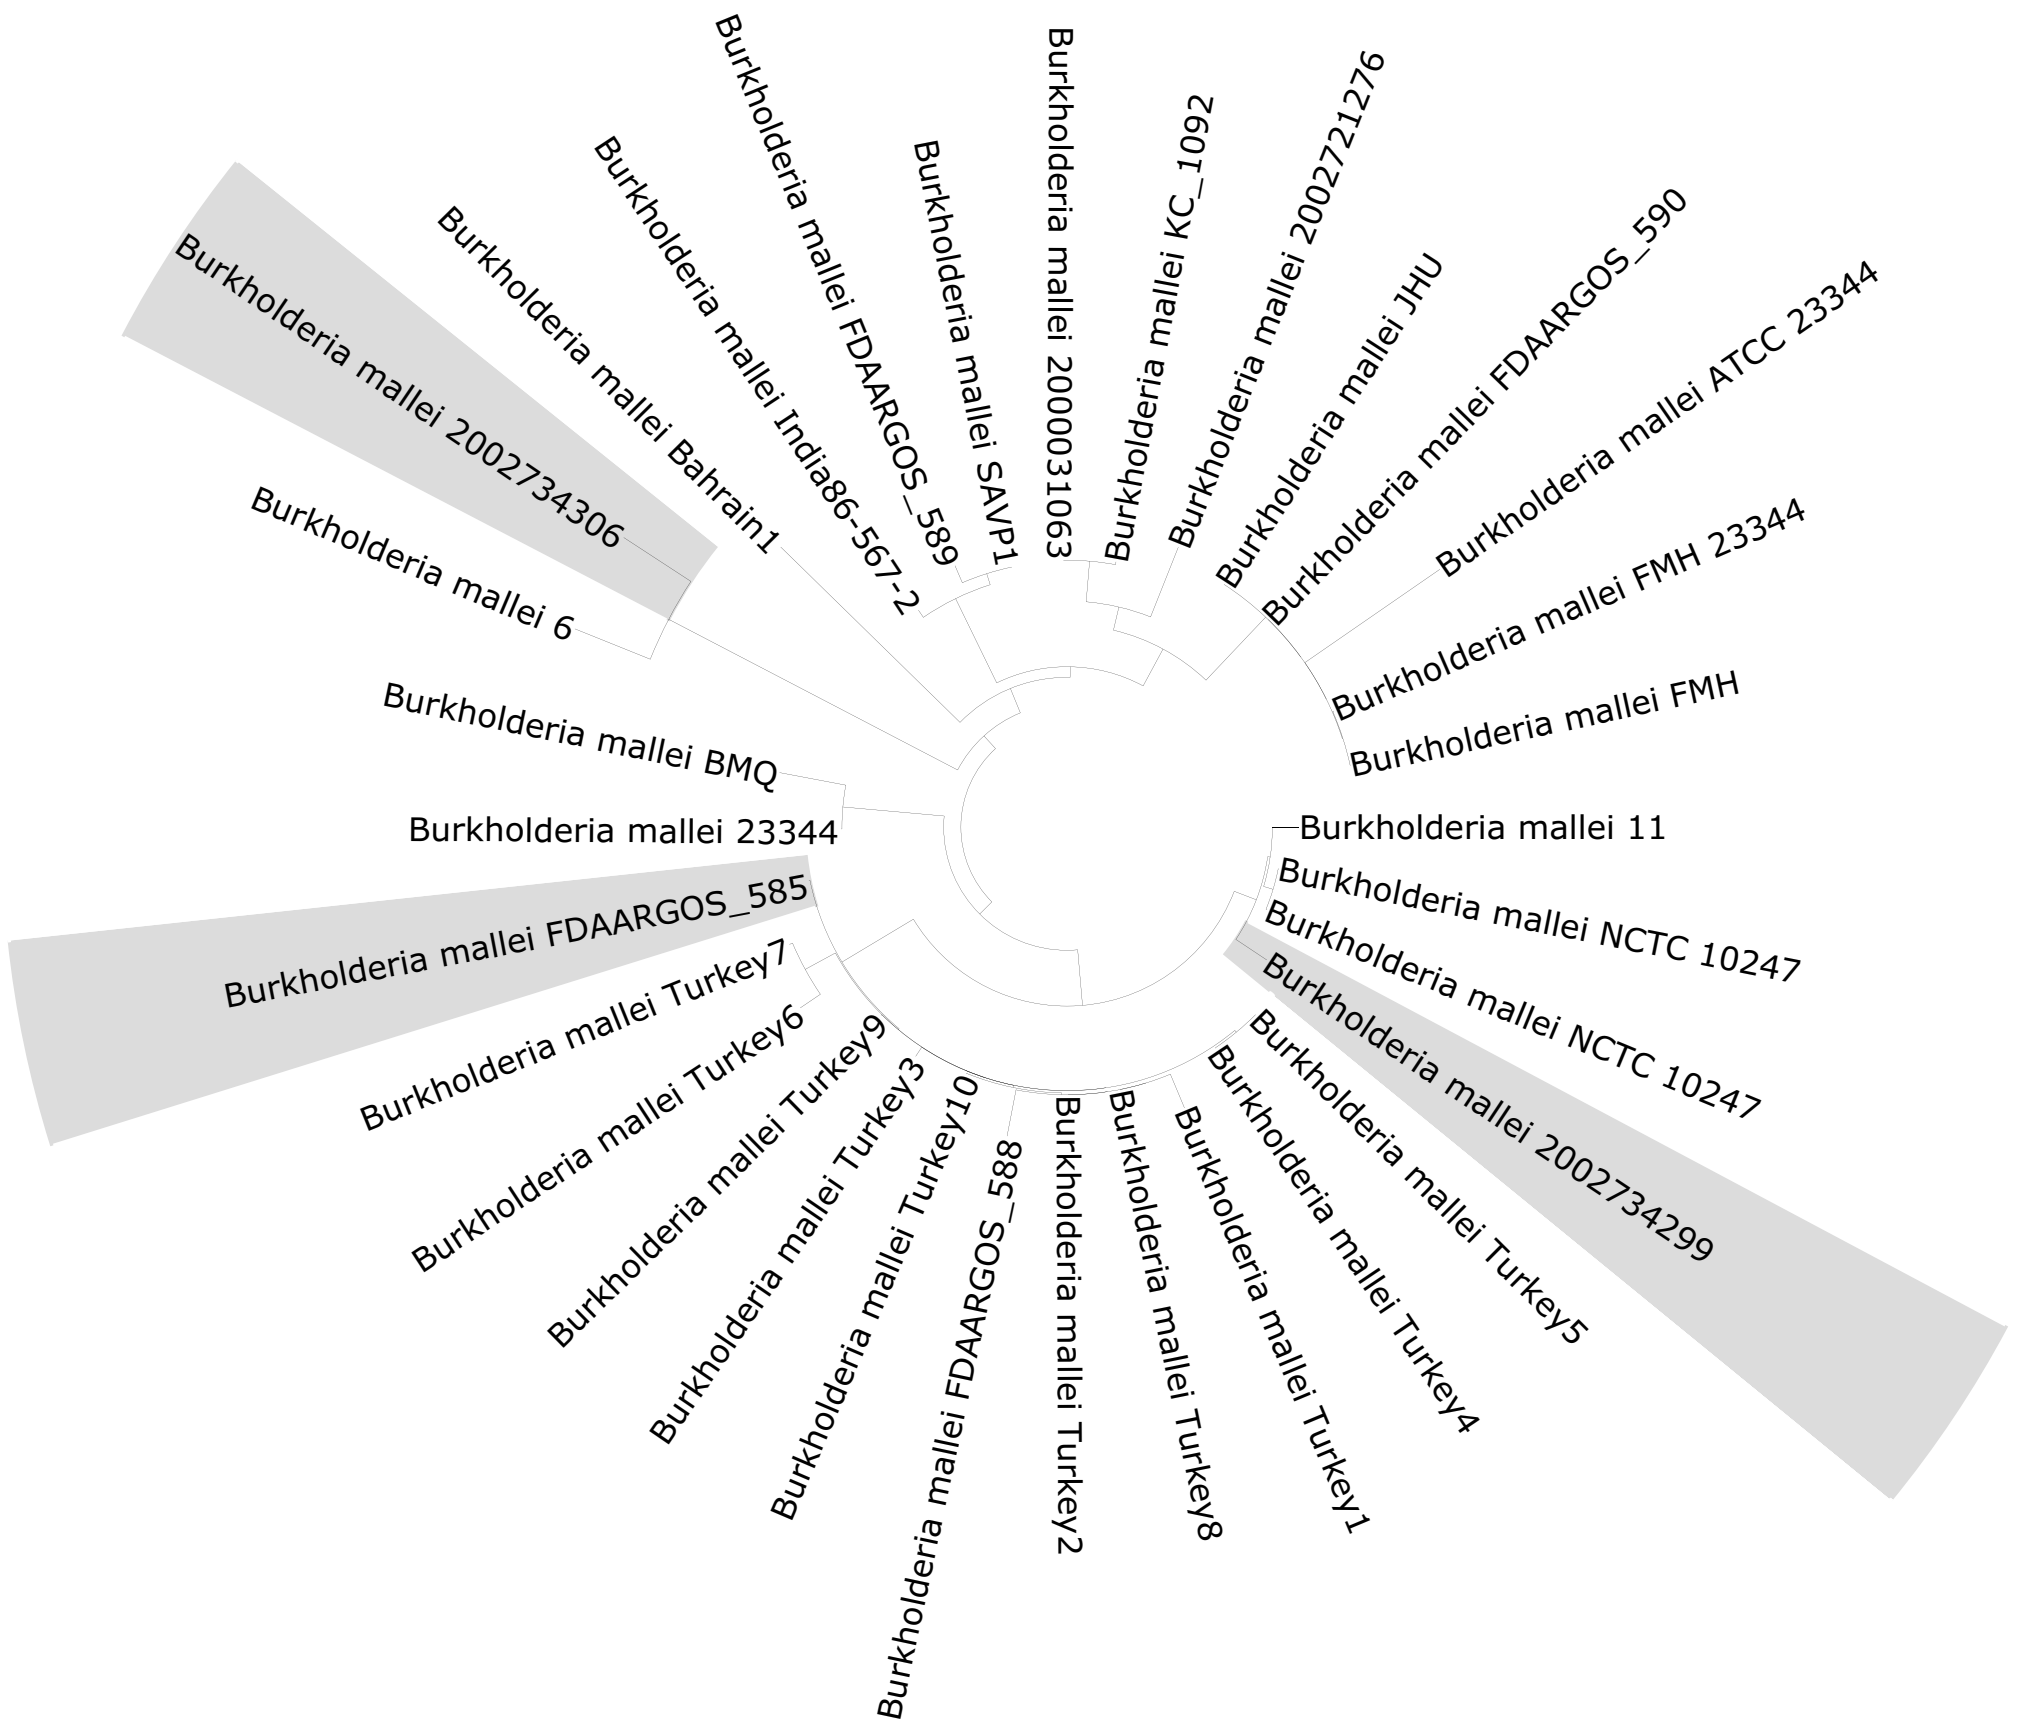 Burkholderia mallei 2000031063
Burkholderia mallei KC_1092
Burkholderia mallei 2002721276
Burkholderia mallei JHU
Burkholderia mallei FDAARGOS_590
Burkholderia mallei ATCC 23344
Burkholderia mallei FMH 23344
Burkholderia mallei FMH
Burkholderia mallei 11
Burkholderia mallei NCTC 10247
Burkholderia mallei NCTC 10247
Burkholderia mallei 2002734299
Burkholderia mallei Turkey5
Burkholderia mallei Turkey4
Burkholderia mallei Turkey1
Burkholderia mallei Turkey8
Burkholderia mallei Turkey2
Burkholderia mallei FDAARGOS_588
Burkholderia mallei Turkey10
Burkholderia mallei Turkey3
Burkholderia mallei Turkey9
Burkholderia mallei Turkey6
Burkholderia mallei Turkey7
Burkholderia mallei FDAARGOS_585
Burkholderia mallei 23344
Burkholderia mallei BMQ
Burkholderia mallei 6
Burkholderia mallei 2002734306
Burkholderia mallei Bahrain1
Burkholderia mallei India86-567-2
Burkholderia mallei FDAARGOS_589
Burkholderia mallei SAVP1